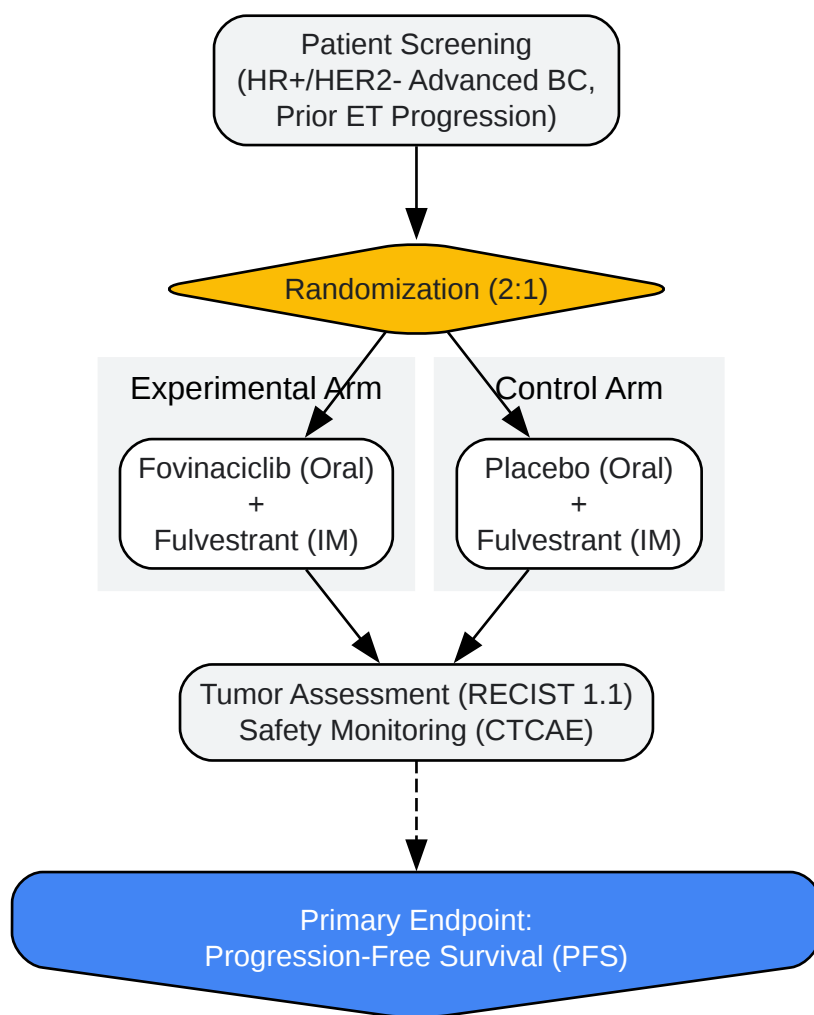 Patient Screening
(HR+/HER2- Advanced BC,
Prior ET Progression)
Randomization (2:1)
Experimental Arm
Control Arm
Fovinaciclib (Oral)
+
Fulvestrant (IM)
Placebo (Oral)
+
Fulvestrant (IM)
Tumor Assessment (RECIST 1.1)
Safety Monitoring (CTCAE)
Primary Endpoint:
Progression-Free Survival (PFS)